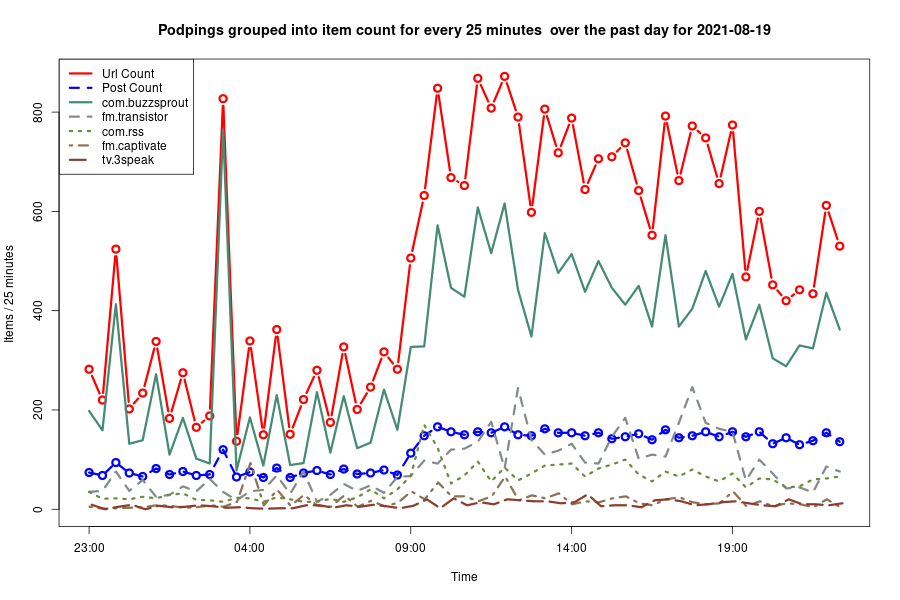 Podpings grouped into item count for every 25 minutes  over the past day for 2021-08-19
Url Count
Post Count
com.buzzsprout
fm.transistor
com.rss
fm.captivate
tv.3speak
Items / 25 minutes
800
600
400
200
0
23:00 04:00 09:00 14:00 19:00
Time